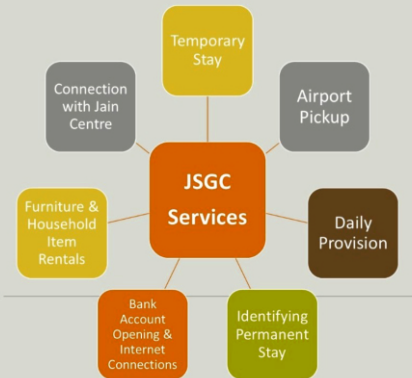 Temporary
Stay
Connection
with Jain
Centre
Airport
Pickup
JSGC
Services
Furniture &
Household
Item
Rentals
Daily
Provision
Bank
Account
Opening &
Internet
Connections
Identifying
Permanent
Stay